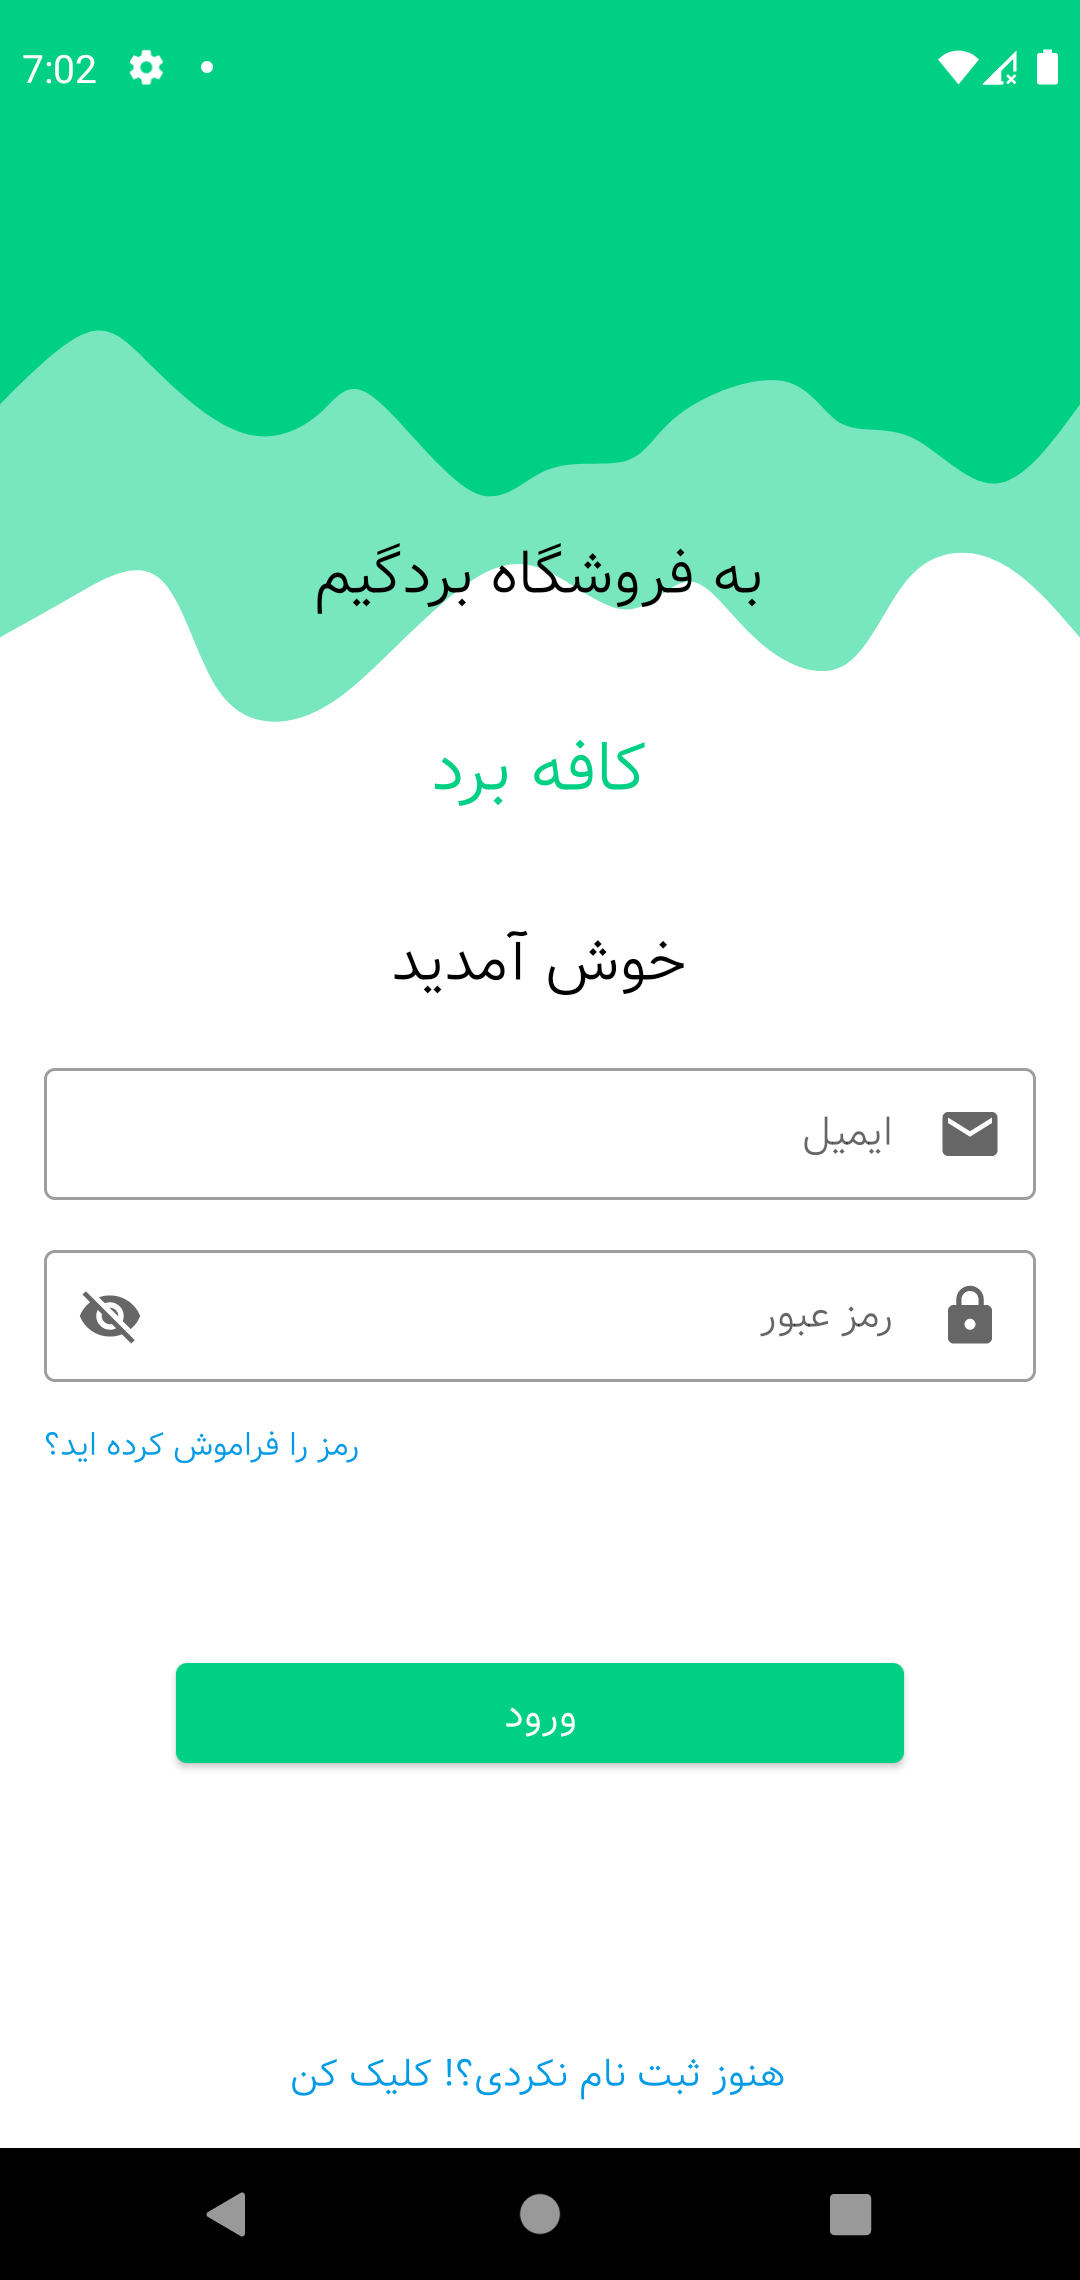 7:02
به فروشگاه بردگیم
کافه برد
خوش آمدید
ایمیل
رمز عبور
رمز را فراموش کرده اید؟
ورود
هنوز ثبت نام نکردی؟! کلیک کن